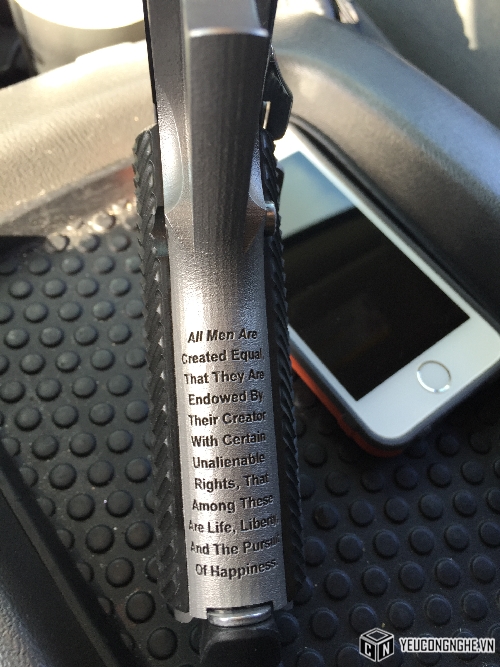 All Men Are
Created Equal,
That They Are
Endowed By
Their Creator
With Certain
Unalienable
Rights, That
Among These
Are Life, Liberty,
And The Pursuit
Of Happiness
YEUCONGNGHE.VN